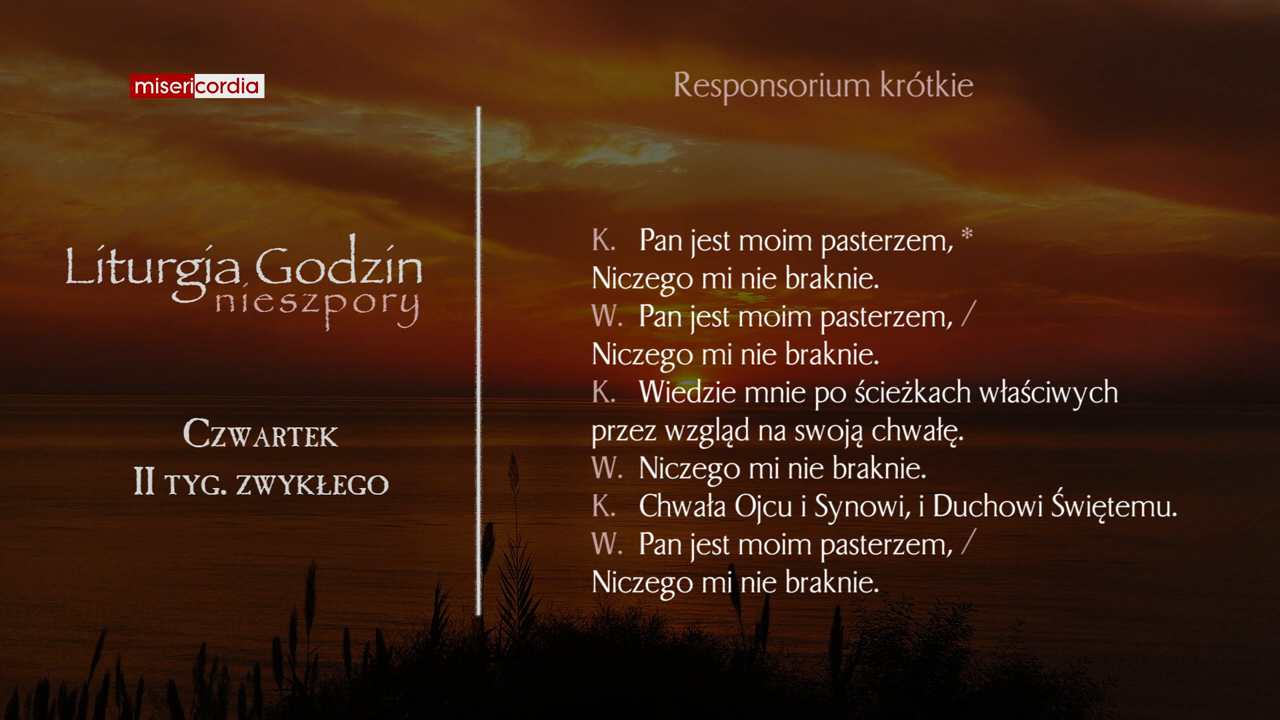 misericordia
Liturgia Godzin
nieszpory
Czwartek
II tyg. zwykłego
Responsorium krótkie
K. Pan jest moim pasterzem, *
Niczego mi nie braknie.
W. Pan jest moim pasterzem, /
Niczego mi nie braknie.
K. Wiedzie mnie po ścieżkach właściwych
przez wzgląd na swoją chwałę.
W. Niczego mi nie braknie.
K. Chwała Ojcu i Synowi, i Duchowi Świętemu.
W. Pan jest moim pasterzem, /
Niczego mi nie braknie.